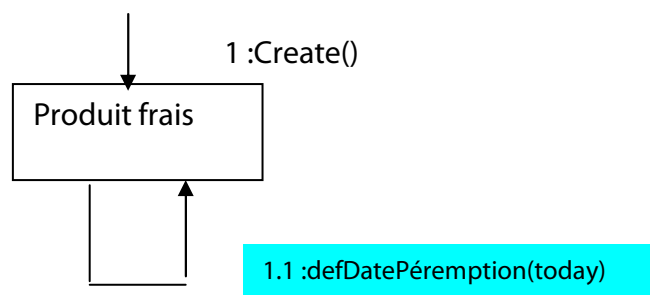 1 :Create()
Produit frais
1.1 :defDatePéremption(today)